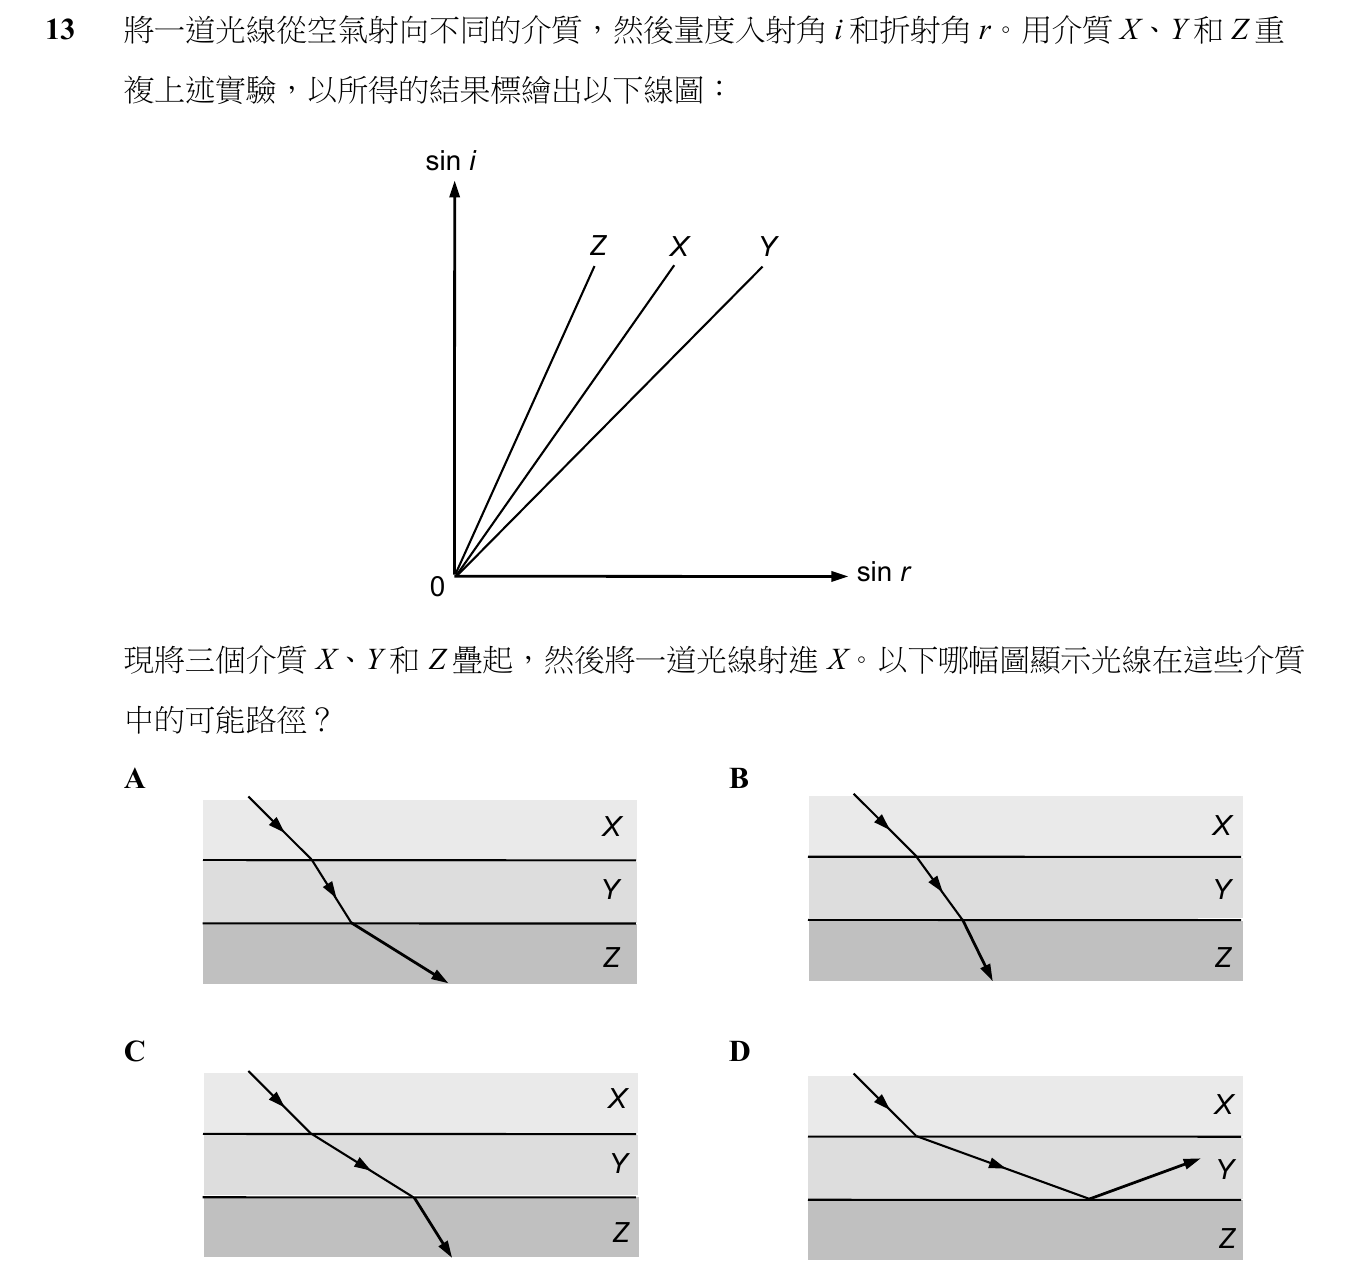 13 將一道光線從空氣射向不同的介質，然後量度入射角 i 和折射角 r。用介質 X、Y 和 Z 重
複上述實驗，以所得的結果標繪出以下線圖：
sin i
Z X Y
0
sin r
現將三個介質 X、Y 和 Z 疊起，然後將一道光線射進 X。以下哪幅圖顯示光線在這些介質
中的可能路徑？
A
X
Y
Z
B
X
Y
Z
C
X
Y
Z
D
X
Y
Z